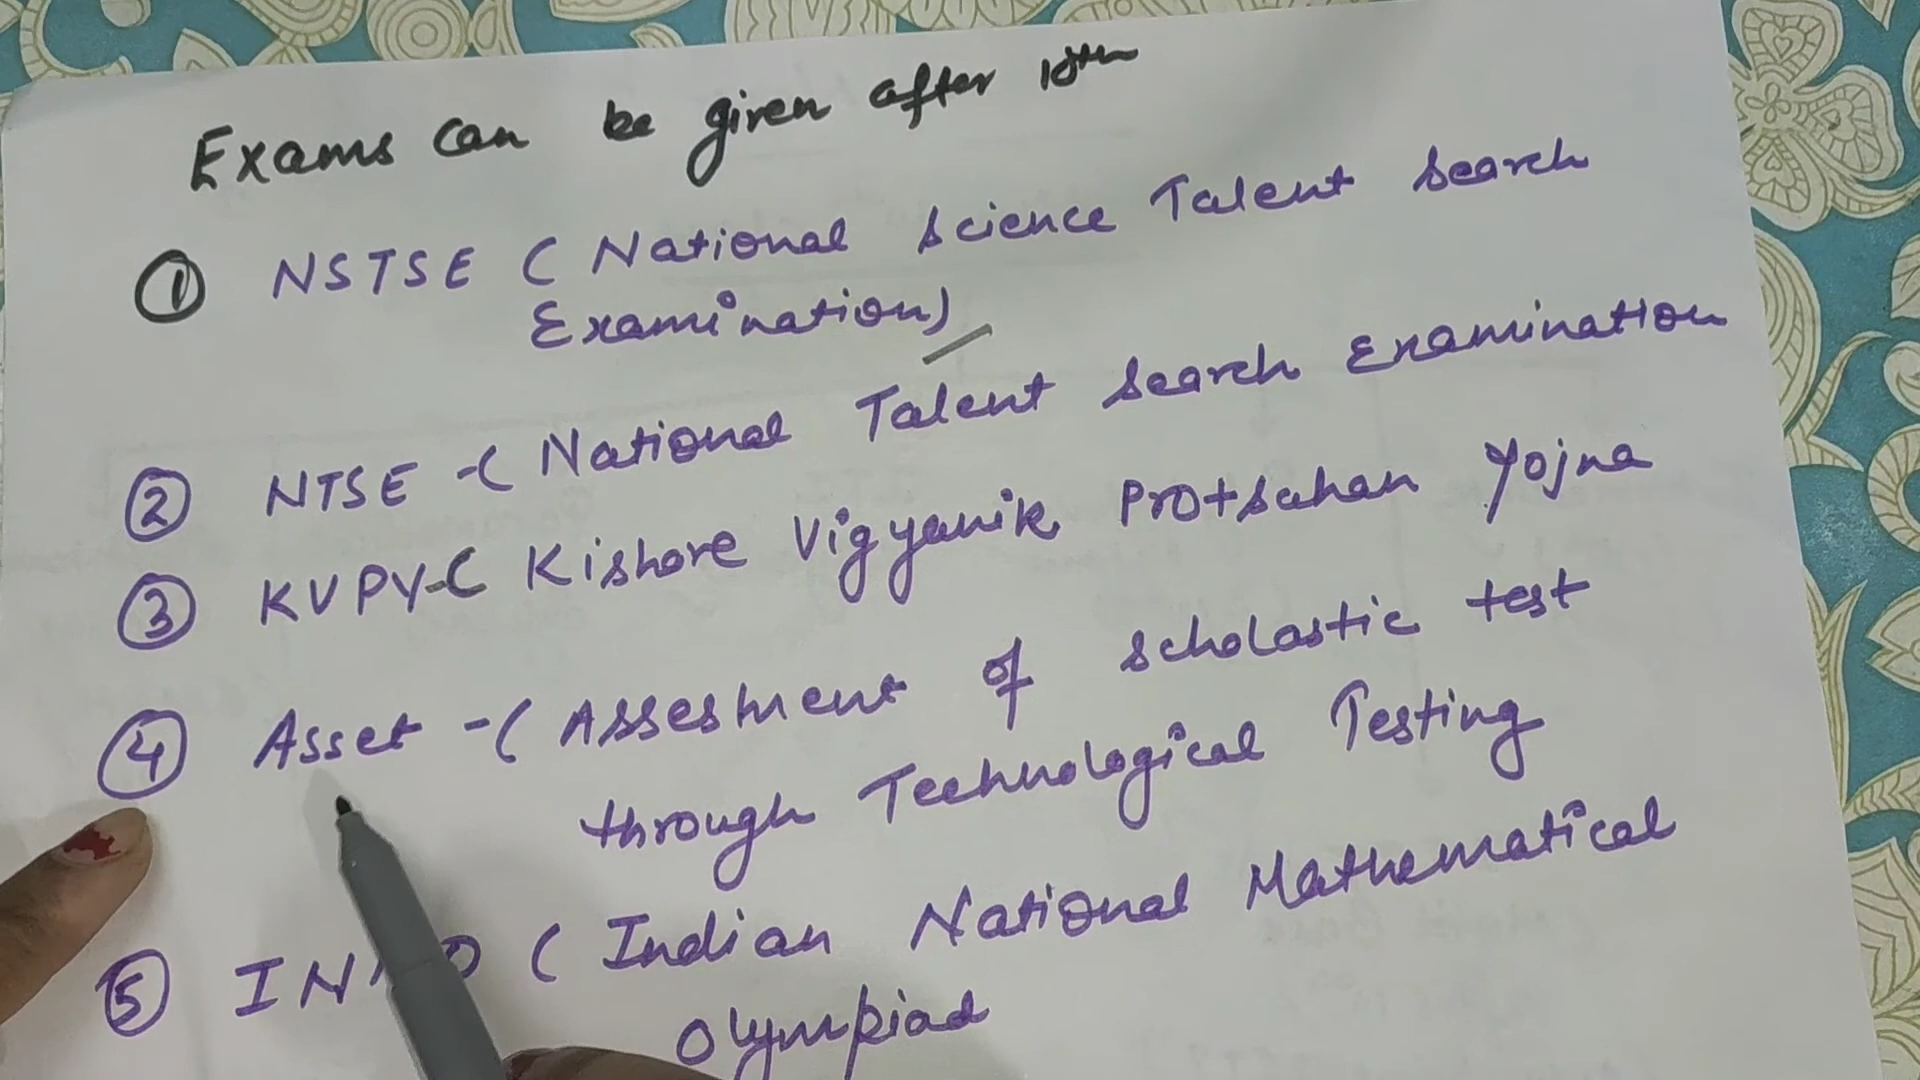 Exams can be given after 10th
① NSTSE ( National Science Talent Search
Examination)
② NTSE -( National Talent Search Examination
③ KVPY-( Kishore Vigyanik Protsahan Yojna
④ Asset -( Assesment of scholastic test
through Technological Testing
⑤ ( Indian National Mathematical
Olympiad